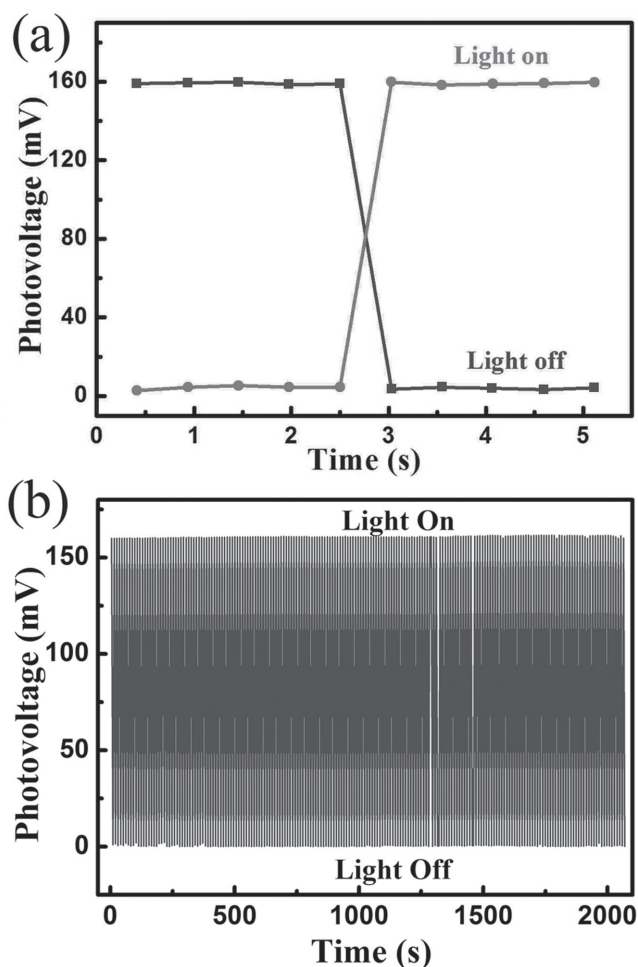 (a)
Light on
160
120
80
40
0
Photovoltage (mV)
Light off
0 1 2 3 4 5
Time (s)
(b)
Light On
150
100
50
0
Photovoltage (mV)
Light Off
0 500 1000 1500 2000
Time (s)